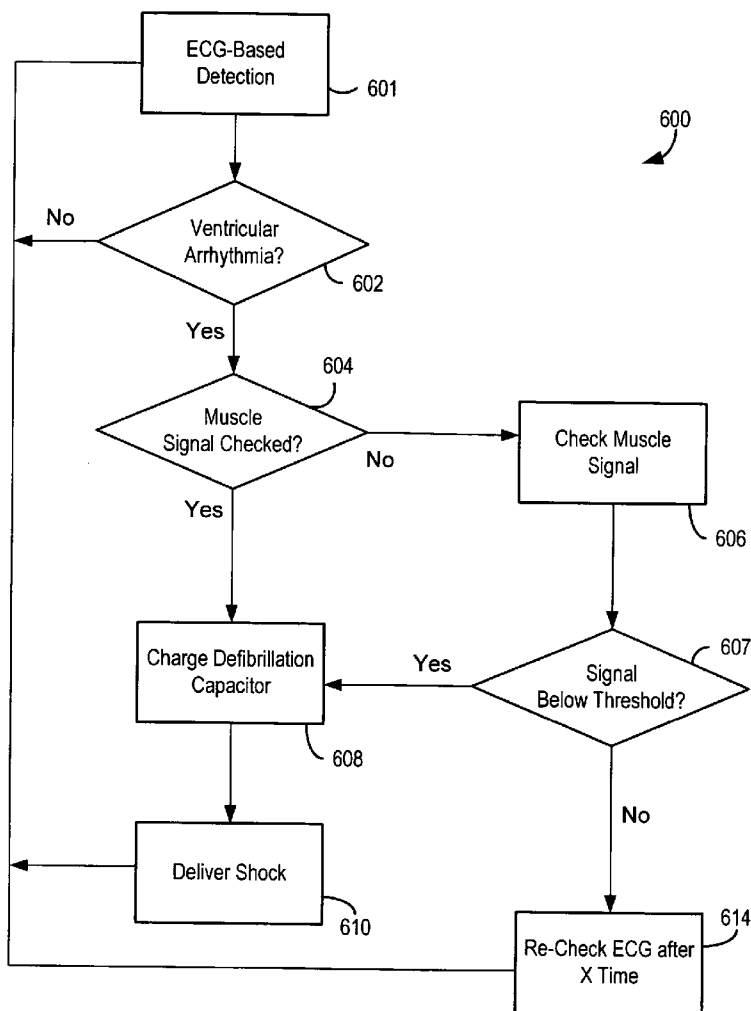 ECG-Based
Detection
601
600
No
Ventricular
Arrhythmia?
602
Yes
604
Muscle
Signal Checked?
No
Check Muscle
Signal
606
Yes
607
Charge Defibrillation
Capacitor
608
Yes
Signal
Below Threshold?
No
Deliver Shock
610
614
Re-Check ECG after
X Time